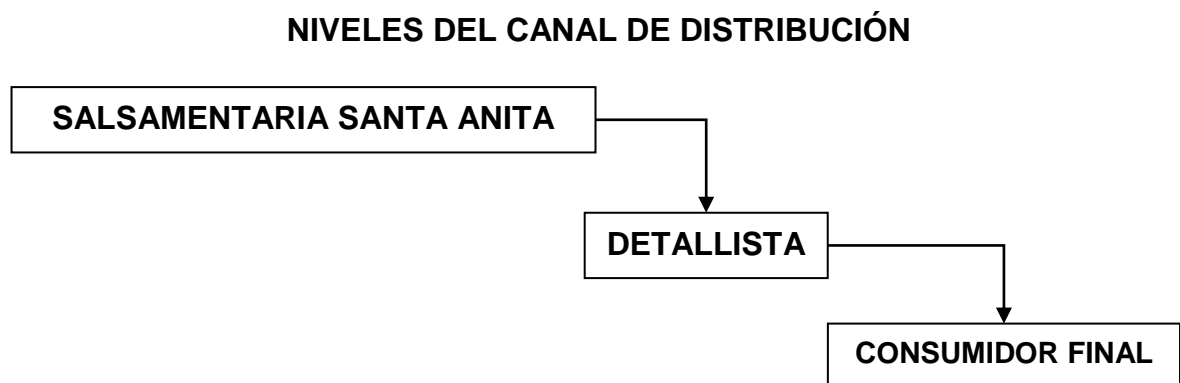 NIVELES DEL CANAL DE DISTRIBUCIÓN
SALSAMENTARIA SANTA ANITA
DETALLISTA
CONSUMIDOR FINAL